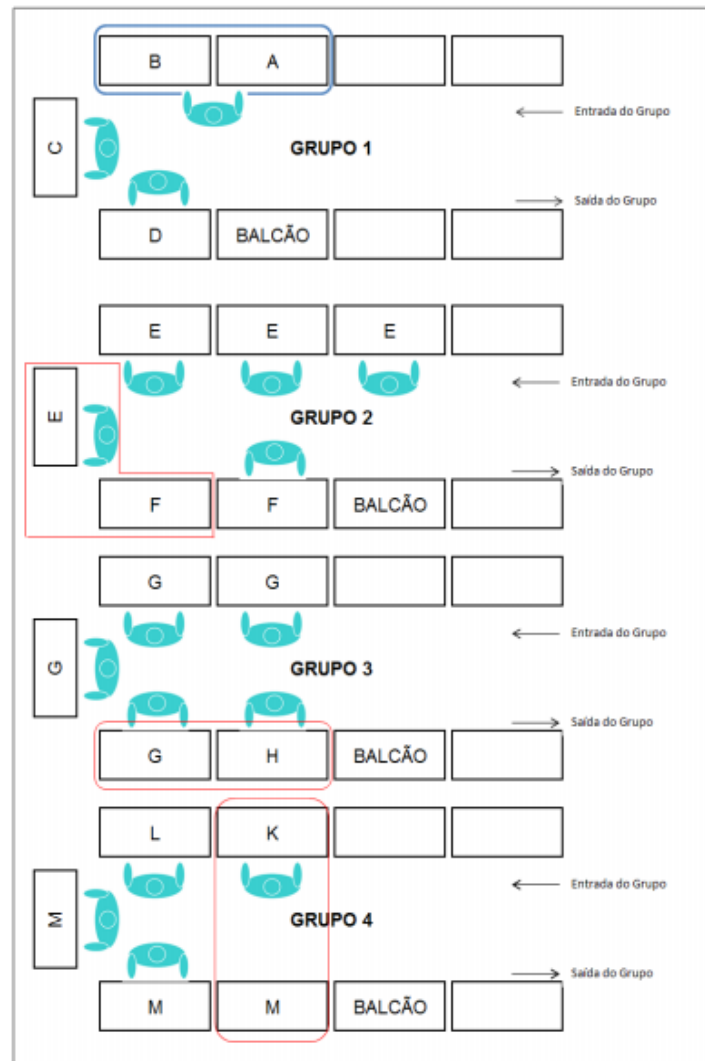 B A
Entrada do Grupo
C
GRUPO 1
Saída do Grupo
D BALCÃO
E E E
Entrada do Grupo
E
GRUPO 2
Saída do Grupo
F F BALCÃO
G G
Entrada do Grupo
G
GRUPO 3
Saída do Grupo
G H BALCÃO
L K
Entrada do Grupo
M
GRUPO 4
Saída do Grupo
M M BALCÃO